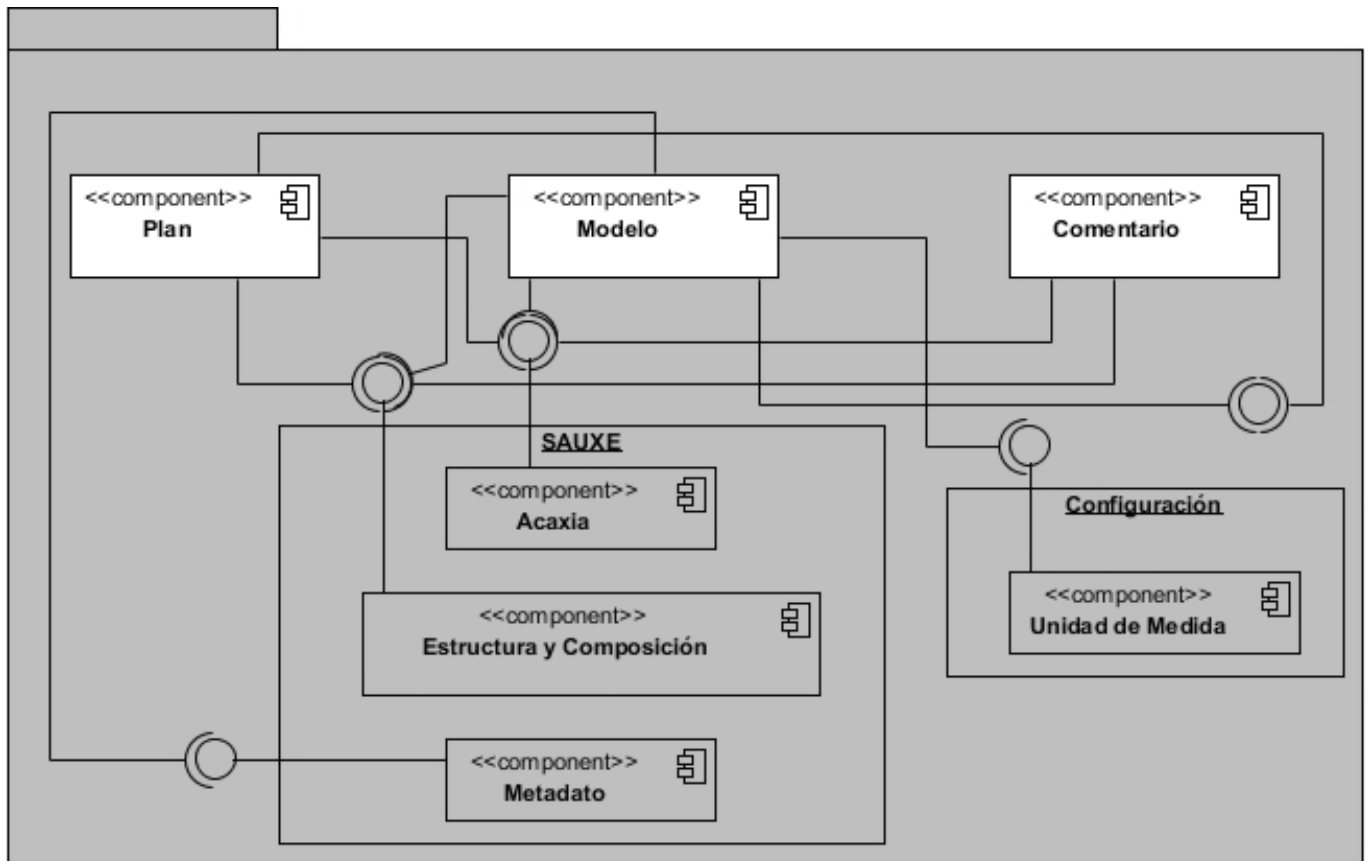 <<component>>
Plan
<<component>>
Modelo
<<component>>
Comentario
SAUXE
<<component>>
Acaxia
Configuración
<<component>>
Unidad de Medida
<<component>>
Estructura y Composición
<<component>>
Metadato